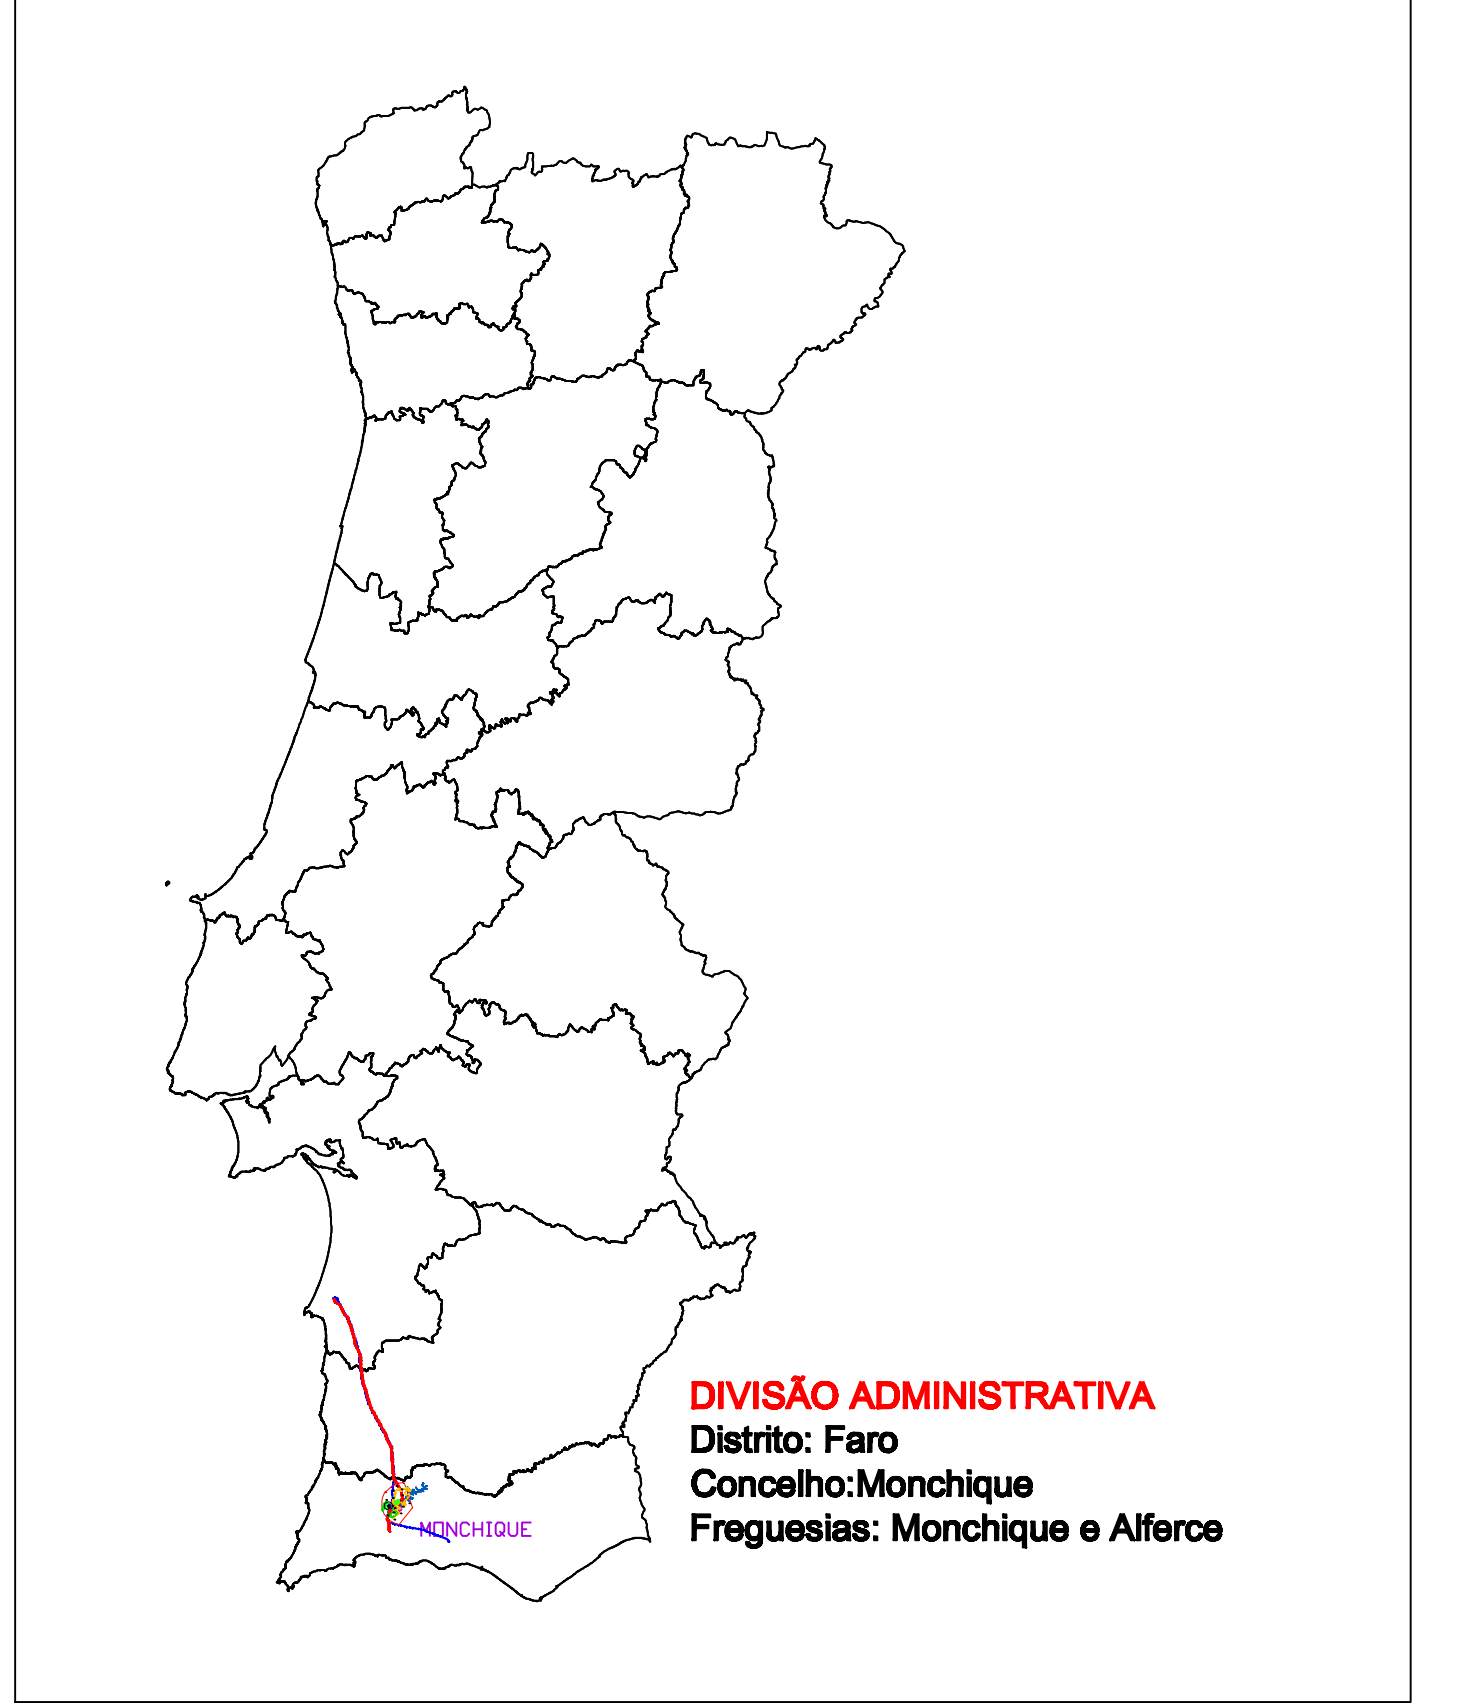 DIVISÃO ADMINISTRATIVA
Distrito: Faro
Concelho:Monchique
Freguesias: Monchique e Alferce
MONCHIQUE